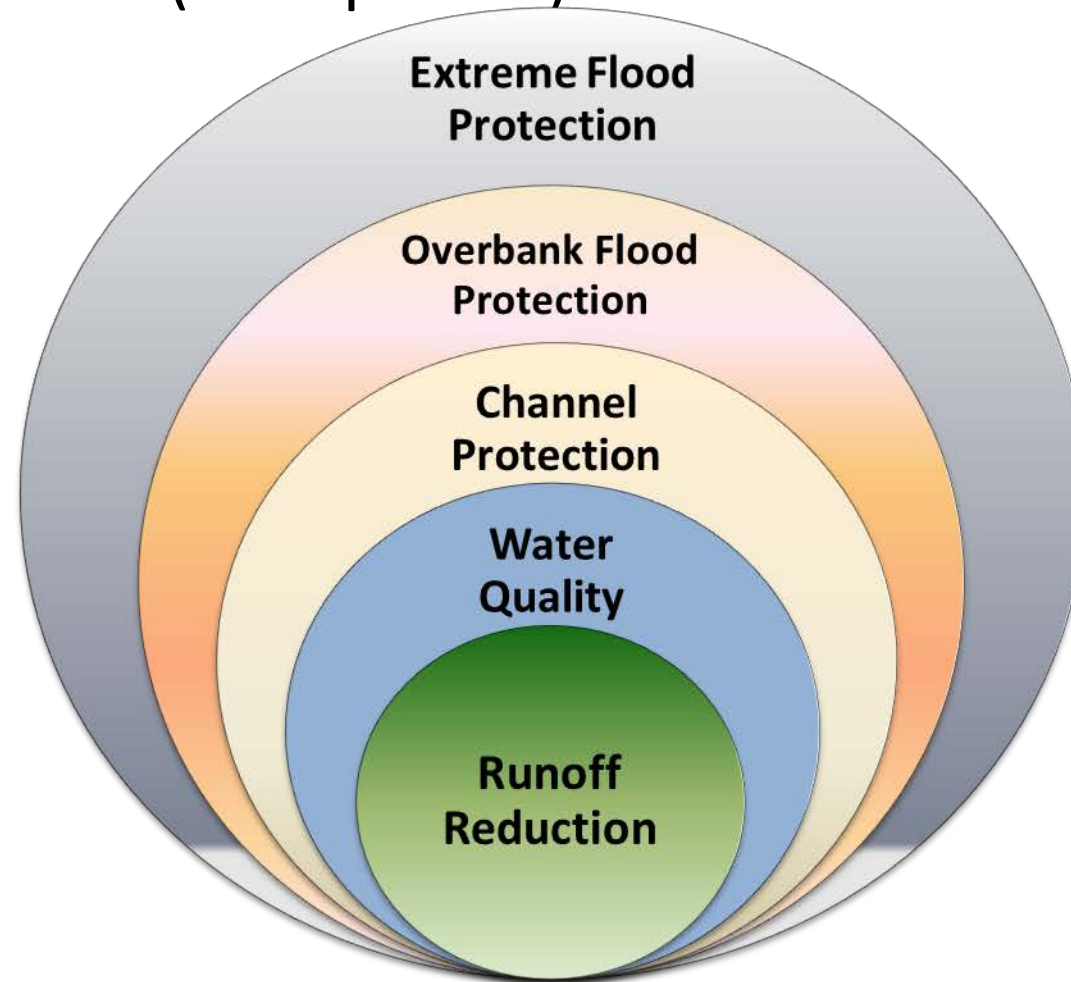 Extreme Flood
Protection
Overbank Flood
Protection
Channel
Protection
Water
Quality
Runoff
Reduction